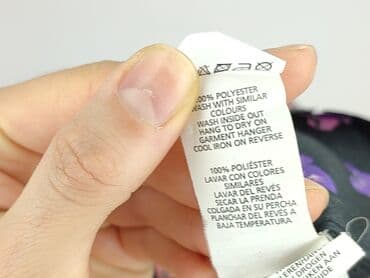 100% POLYESTER
WASH WITH SIMILAR
COLOURS
WASH INSIDE OUT
HANG TO DRY ON
GARMENT HANGER
COOL IRON ON REVERSE
100% POLIÉSTER
LAVAR CON COLORES
SIMILARES
LAVAR DEL REVÉS
SECAR LA PRENDA
COLGADA EN SU PERCHA
PLANCHAR DEL REVÉS A
BAJA TEMPERATURA
DROGEN
AAN